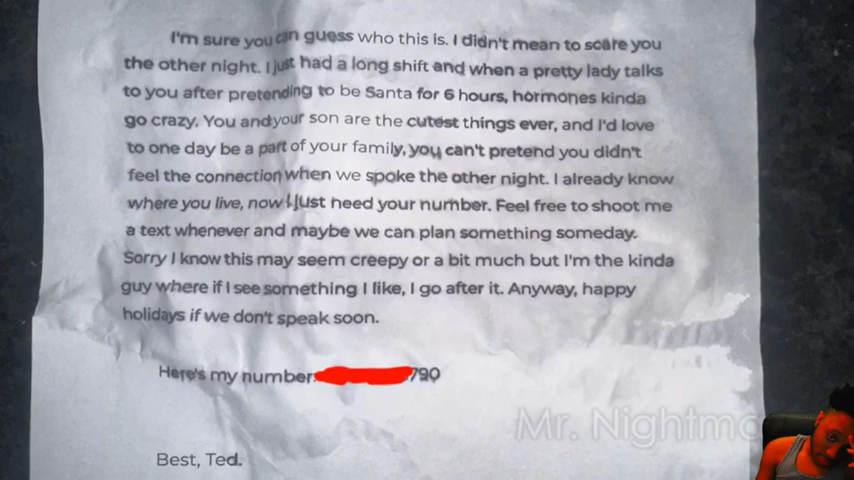 I'm sure you can guess who this is. I didn't mean to scare you
the other night. I just had a long shift and when a pretty lady talks
to you after pretending to be Santa for 6 hours, hormones kinda
go crazy. You and your son are the cutest things ever, and I'd love
to one day be a part of your family, you can't pretend you didn't
feel the connection when we spoke the other night. I already know
where you live, now I just need your number. Feel free to shoot me
a text whenever and maybe we can plan something someday.
Sorry I know this may seem creepy or a bit much but I'm the kinda
guy where if I see something I like, I go after it. Anyway, happy
holidays if we don't speak soon.
Here's my number: 790
Mr. Nightma
Best, Ted.